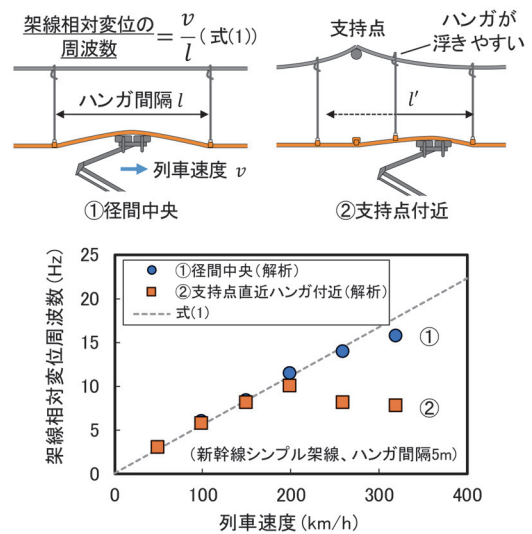 架線相対変位の
周波数 = v/l (式(1))
支持点
ハンガが
浮きやすい
ハンガ間隔 l
l′
列車速度 v
①径間中央
②支持点付近
架線相対変位周波数 (Hz)
25
20
15
10
5
0
①径間中央(解析)
②支持点直近ハンガ付近(解析)
式(1)
①
②
(新幹線シンプル架線、ハンガ間隔5m)
0 100 200 300 400
列車速度 (km/h)